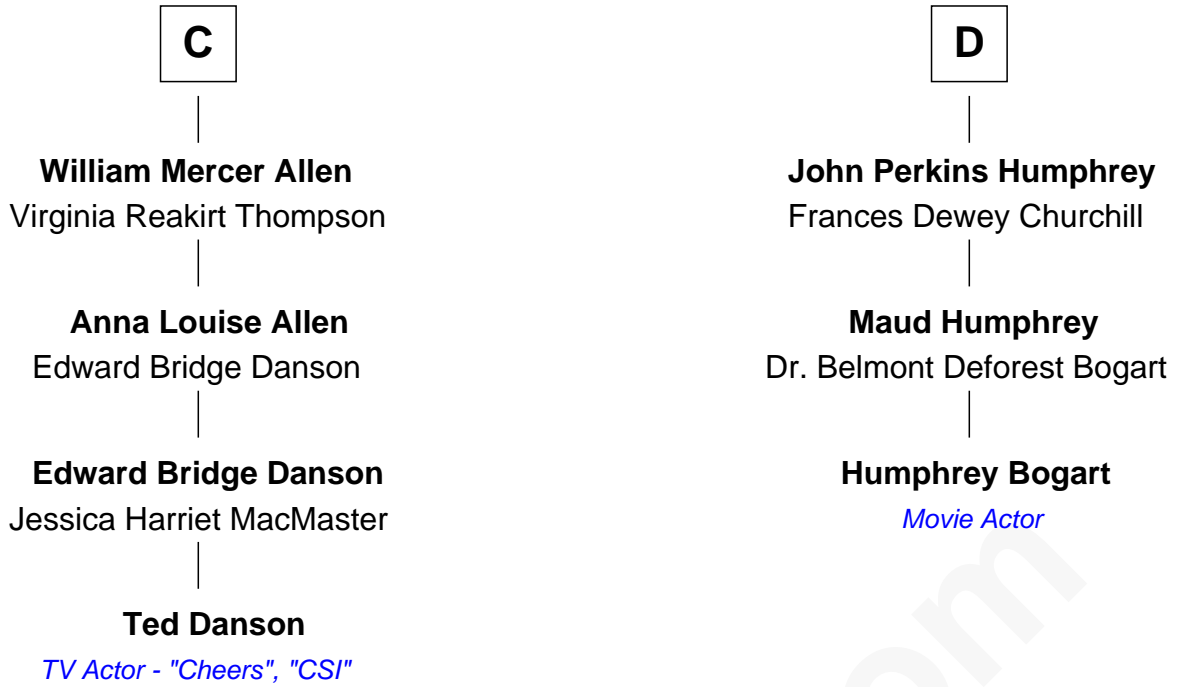 C
William Mercer Allen
Virginia Reakirt Thompson
Anna Louise Allen
Edward Bridge Danson
Edward Bridge Danson
Jessica Harriet MacMaster
Ted Danson
TV Actor - "Cheers", "CSI"
D
John Perkins Humphrey
Frances Dewey Churchill
Maud Humphrey
Dr. Belmont Deforest Bogart
Humphrey Bogart
Movie Actor
om